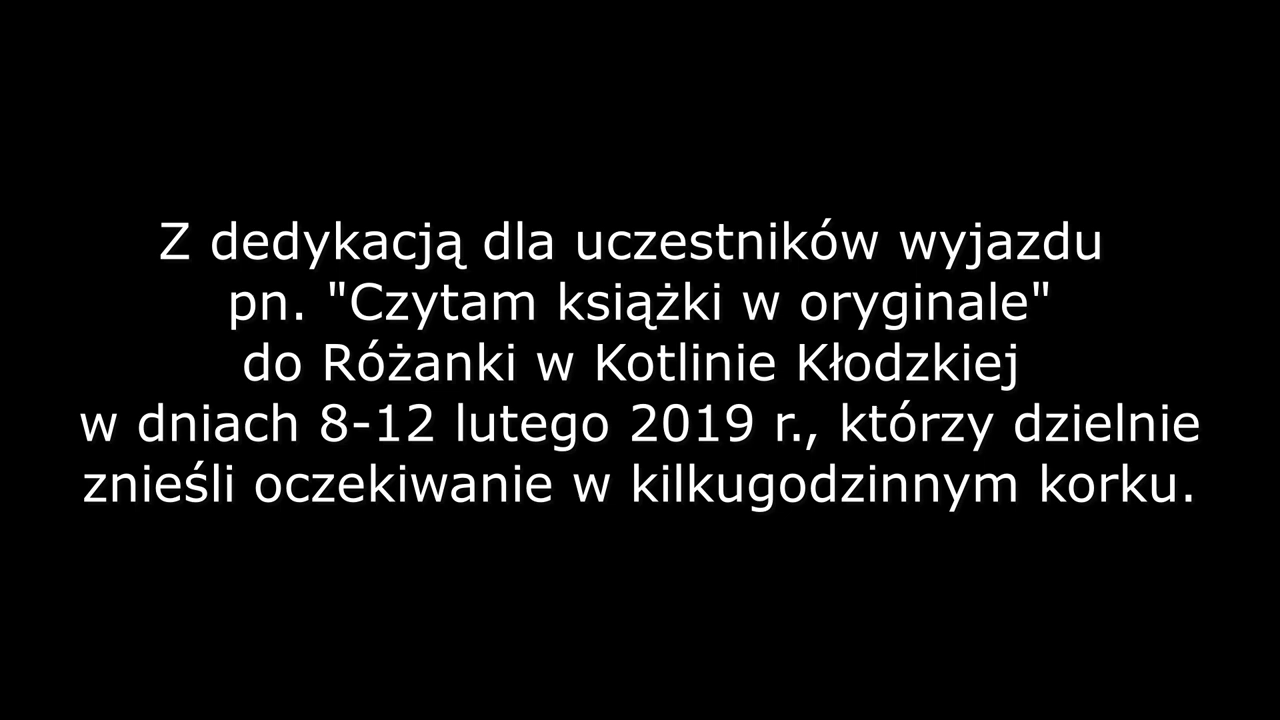 Z dedykacją dla uczestników wyjazdu
pn. "Czytam książki w oryginale"
do Różanki w Kotlinie Kłodzkiej
w dniach 8-12 lutego 2019 r., którzy dzielnie
znieśli oczekiwanie w kilkugodzinnym korku.